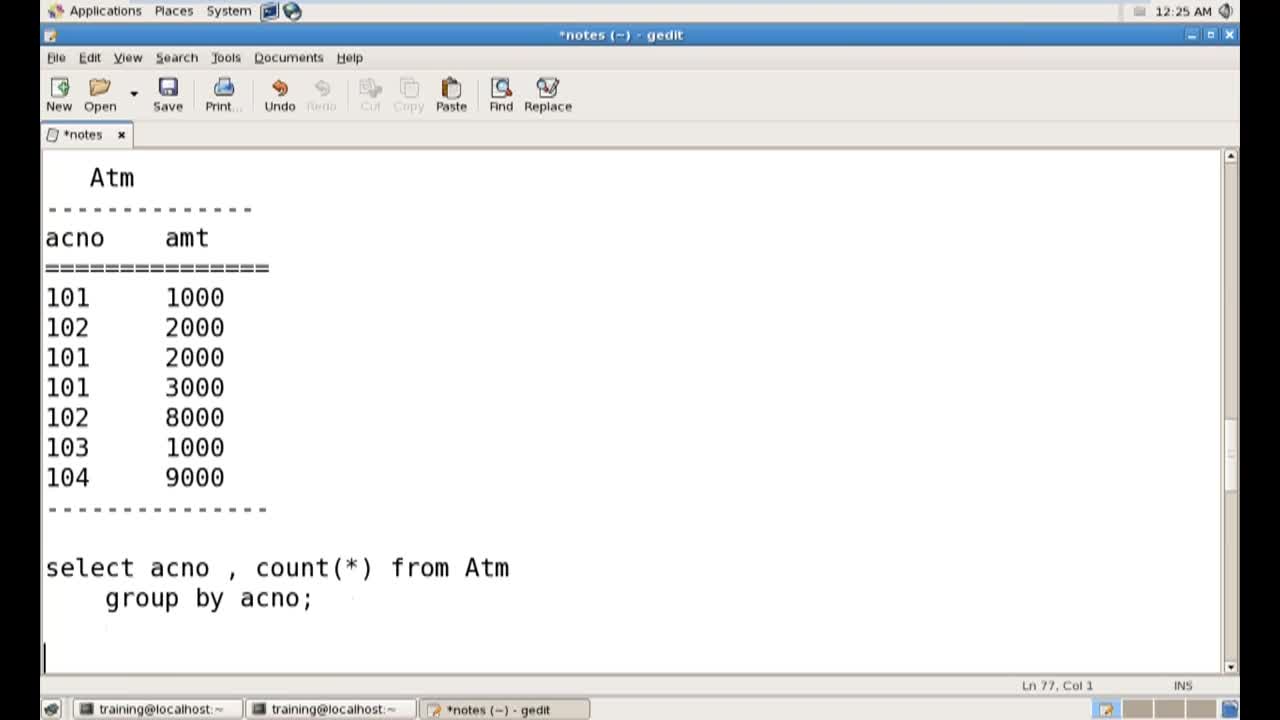 Applications Places System 12:25 AM
*notes (~) - gedit
File Edit View Search Tools Documents Help
New Open Save Print... Undo Redo Cut Copy Paste Find Replace
*notes
Atm
--------------
acno amt
===============
101 1000
102 2000
101 2000
101 3000
102 8000
103 1000
104 9000
---------------
select acno , count(*) from Atm
group by acno;
Ln 77, Col 1 INS
training@localhost:~ training@localhost:~ *notes (~) - gedit